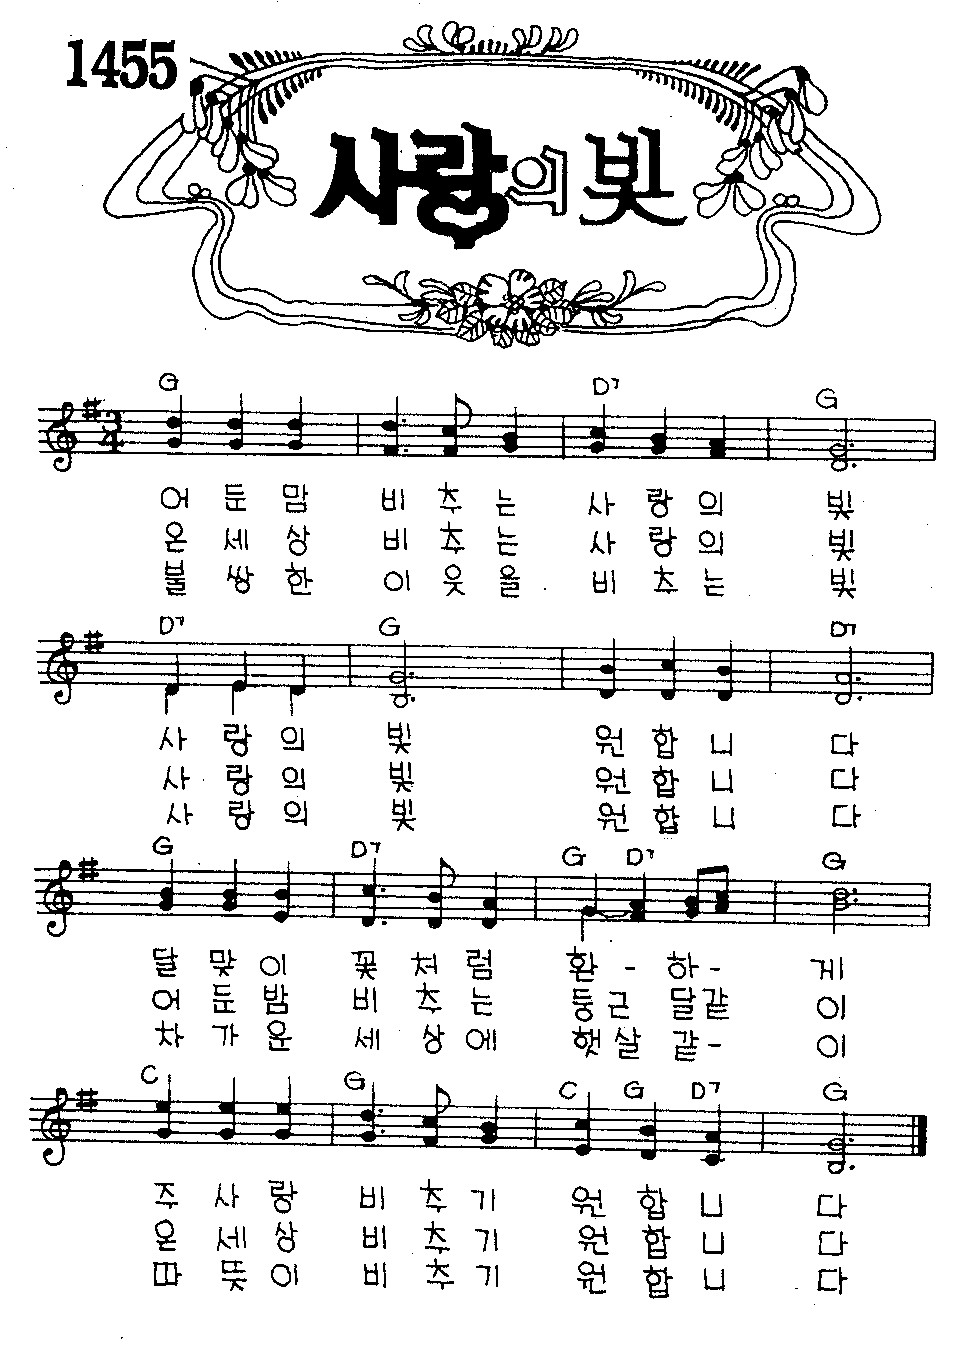 1455
사랑의 빛
G D7 G
3
4
어 둔 맘 비 추 는 사 랑 의 빛
온 세 상 비 추 는 사 랑 의 빛
불 쌍 한 이 웃 을 비 추 는 빛
D7 G D7
사 랑 의 빛 원 합 니 다
사 랑 의 빛 원 합 니 다
사 랑 의 빛 원 합 니 다
G D7 G D7 G
달 맞 이 꽃 처 럼 환 - 하 - 게
어 둔 밤 비 추 는 둥 근 달 같 이
차 가 운 세 상 에 햇 살 같 - 이
C G C G D7 G
주 사 랑 비 추 기 원 합 니 다
온 세 상 비 추 기 원 합 니 다
따 뜻 이 비 추 기 원 합 니 다